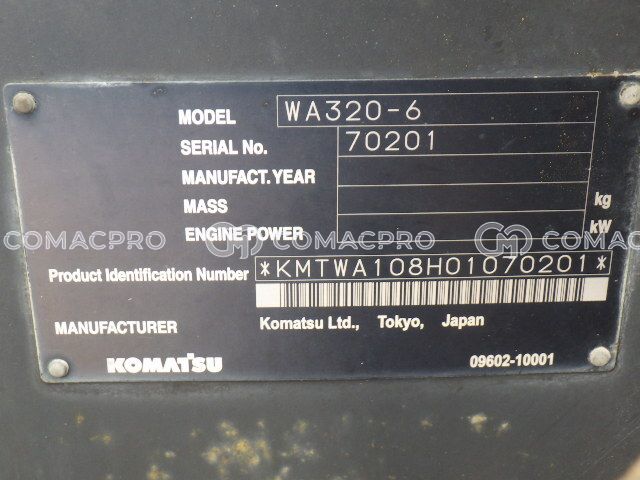 MODEL WA320-6
SERIAL No. 70201
MANUFACT. YEAR
MASS kg
ENGINE POWER kW
COMACPRO COMACPRO COMACPRO
Product Identification Number *KMTWA108H01070201*
MANUFACTURER Komatsu Ltd., Tokyo, Japan
KOMATSU 09602-10001